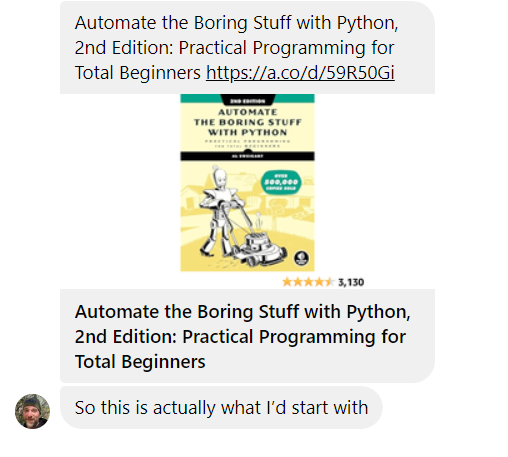 Automate the Boring Stuff with Python,
2nd Edition: Practical Programming for
Total Beginners https://a.co/d/59R50Gi
2ND EDITION
AUTOMATE
THE BORING STUFF
WITH PYTHON
PRACTICAL PROGRAMMING
FOR TOTAL BEGINNERS
AL SWEIGART
OVER
500,000
COPIES SOLD
3,130
Automate the Boring Stuff with Python,
2nd Edition: Practical Programming for
Total Beginners
So this is actually what I’d start with